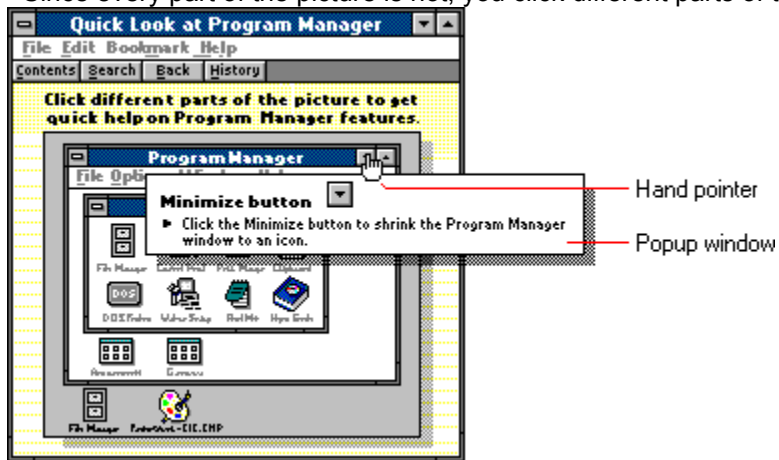 Since every part of the picture is hot, you click different parts of
Quick Look at Program Manager
File Edit Bookmark Help
Contents Search Back History
Click different parts of the picture to get
quick help on Program Manager features.
Program Manager
File
Minimize button
Click the Minimize button to shrink the Program Manager
window to an icon.
Hand pointer
Popup window
DOS